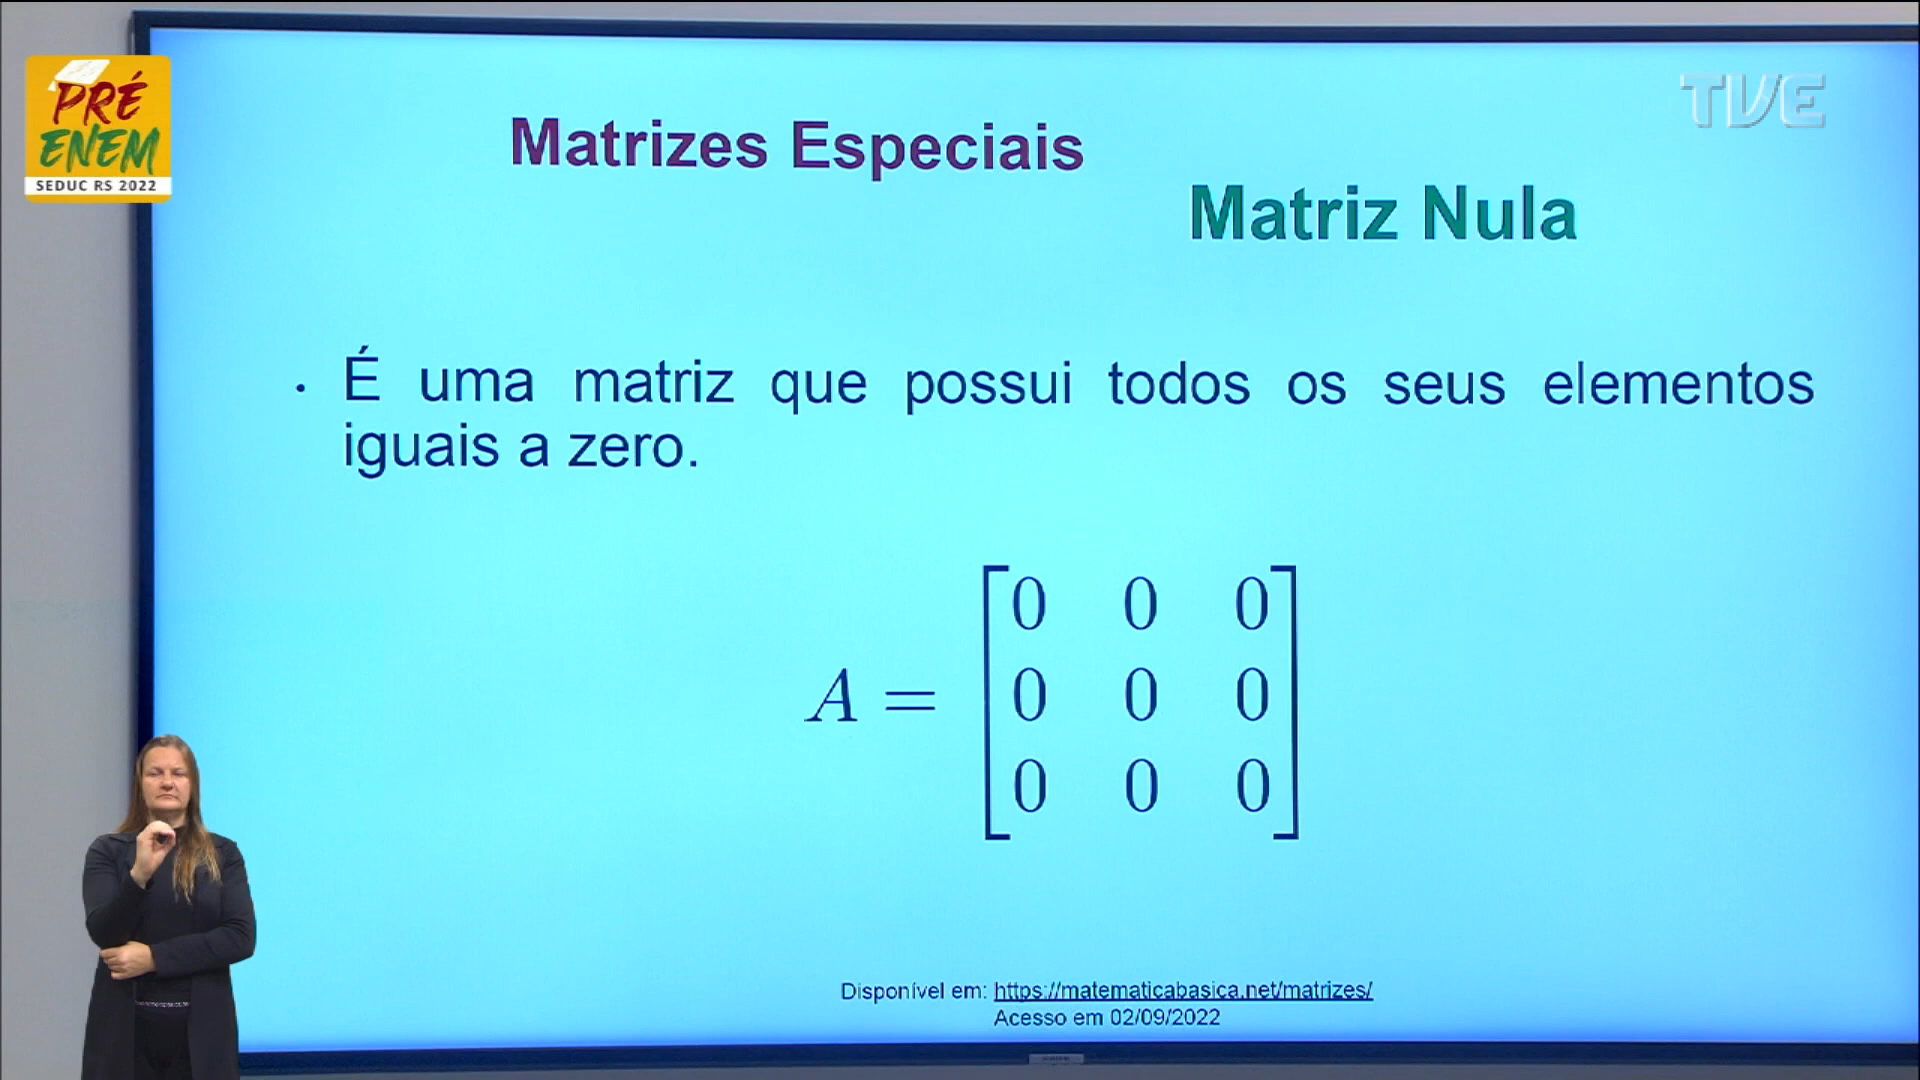 PRÉ
ENEM
SEDUC RS 2022
TVE
Matrizes Especiais
Matriz Nula
• É uma matriz que possui todos os seus elementos
iguais a zero.
0 0 0
A = 0 0 0
0 0 0
Disponível em: https://matematicabasica.net/matrizes/
Acesso em 02/09/2022